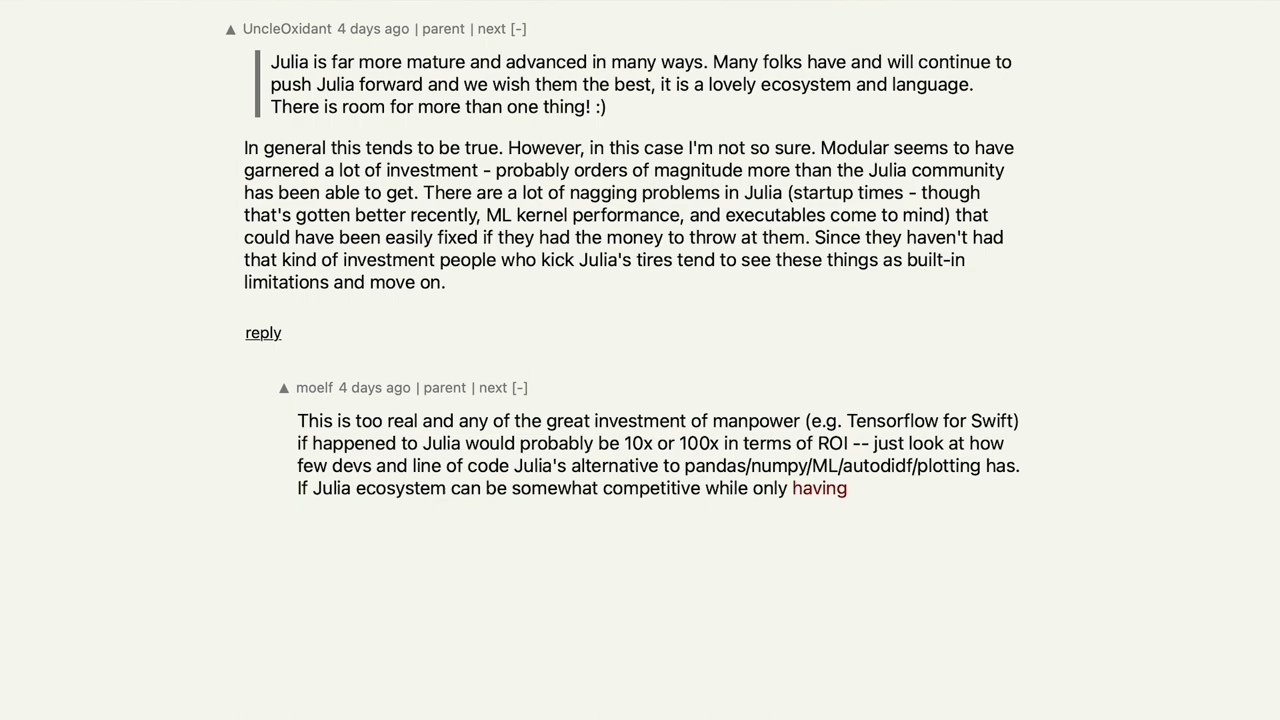 ▲ UncleOxidant 4 days ago | parent | next [-]
Julia is far more mature and advanced in many ways. Many folks have and will continue to
push Julia forward and we wish them the best, it is a lovely ecosystem and language.
There is room for more than one thing! :)
In general this tends to be true. However, in this case I'm not so sure. Modular seems to have
garnered a lot of investment - probably orders of magnitude more than the Julia community
has been able to get. There are a lot of nagging problems in Julia (startup times - though
that's gotten better recently, ML kernel performance, and executables come to mind) that
could have been easily fixed if they had the money to throw at them. Since they haven't had
that kind of investment people who kick Julia's tires tend to see these things as built-in
limitations and move on.
reply
▲ moelf 4 days ago | parent | next [-]
This is too real and any of the great investment of manpower (e.g. Tensorflow for Swift)
if happened to Julia would probably be 10x or 100x in terms of ROI -- just look at how
few devs and line of code Julia's alternative to pandas/numpy/ML/autodidf/plotting has.
If Julia ecosystem can be somewhat competitive while only having